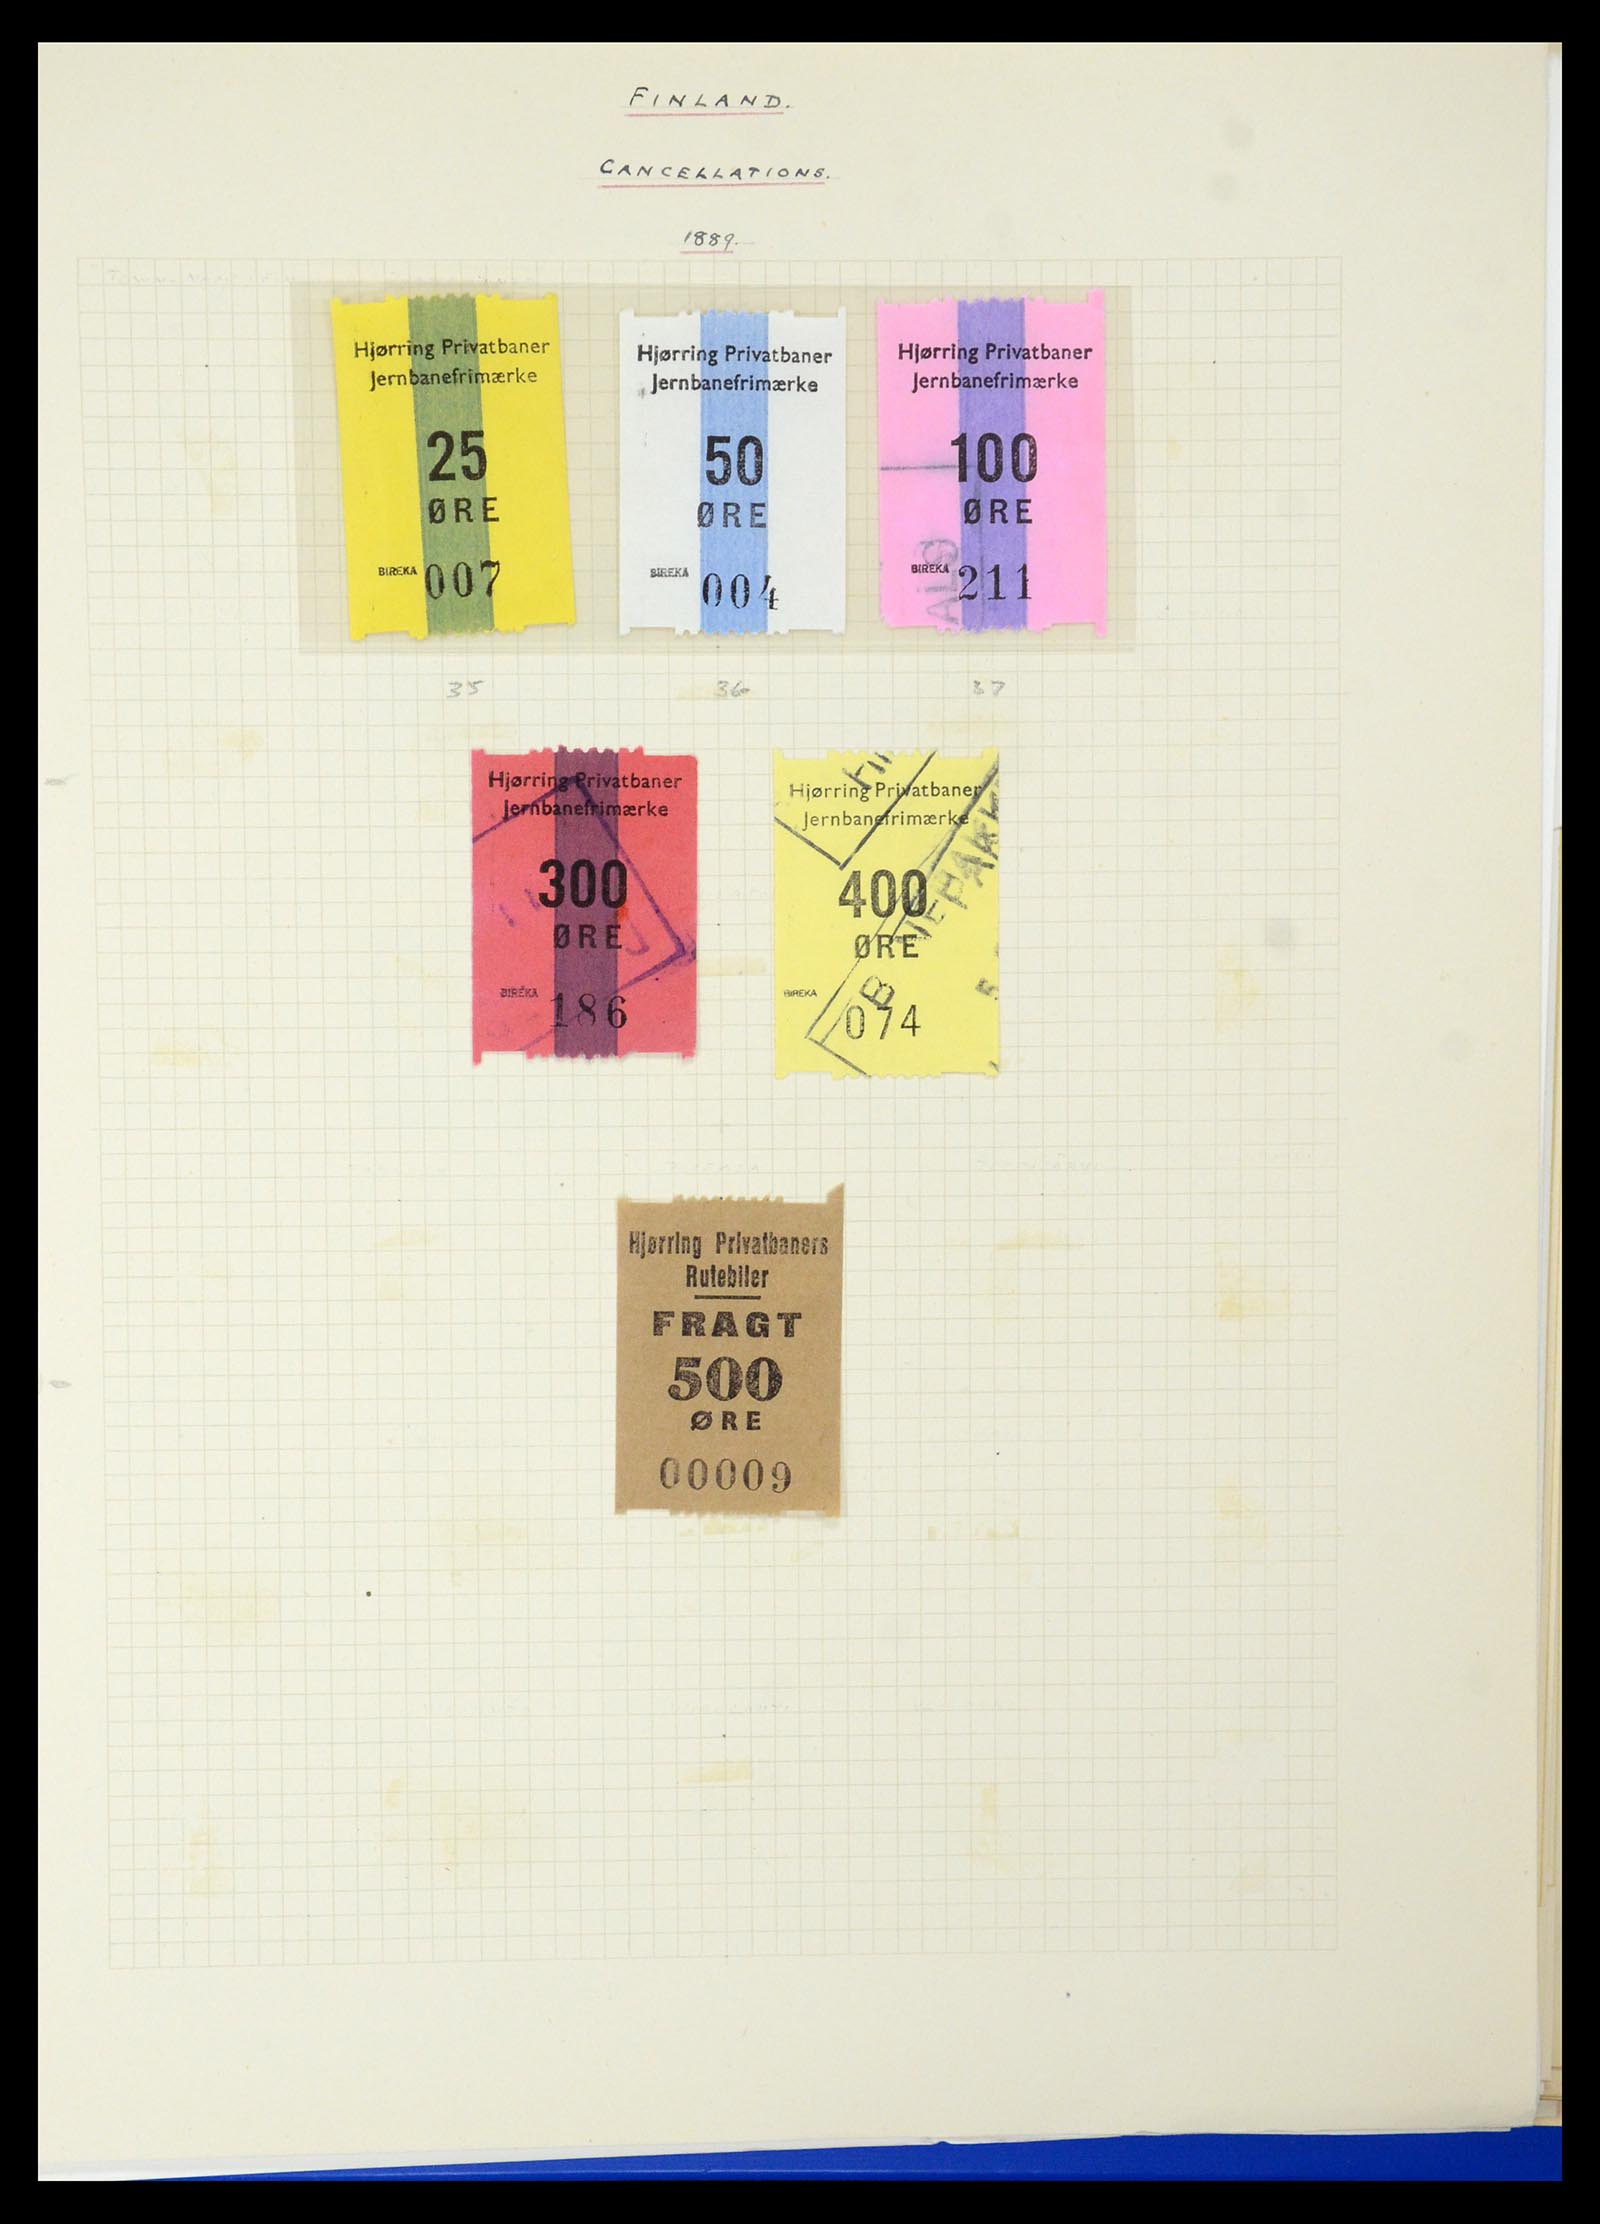 FINLAND.
CANCELLATIONS.
1889.
Hjørring Privatbaner
Jernbanefrimærke
25
ØRE
BIREKA 007
Hjørring Privatbaner
Jernbanefrimærke
50
ØRE
BIREKA 004
Hjørring Privatbaner
Jernbanefrimærke
100
ØRE
BIREKA 211
ALS
35 36 37
Hjørring Privatbaner
Jernbanefrimærke
300
ØRE
BIREKA 186
Hjørring Privatbaner
Jernbanefrimærke
400
ØRE
BIREKA 074
Hjørring Privatbaners
Rutebiler
FRAGT
500
ØRE
00009